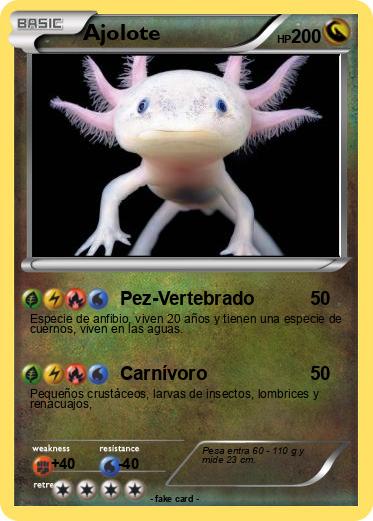 BASIC
Ajolote
HP200
Pez-Vertebrado 50
Especie de anfibio, viven 20 años y tienen una especie de
cuernos, viven en las aguas.
Carnívoro 50
Pequeños crustáceos, larvas de insectos, lombrices y
renacuajos,
weakness resistance
+40 -40
Pesa entre 60 - 110 g y
mide 23 cm.
retre
- fake card -